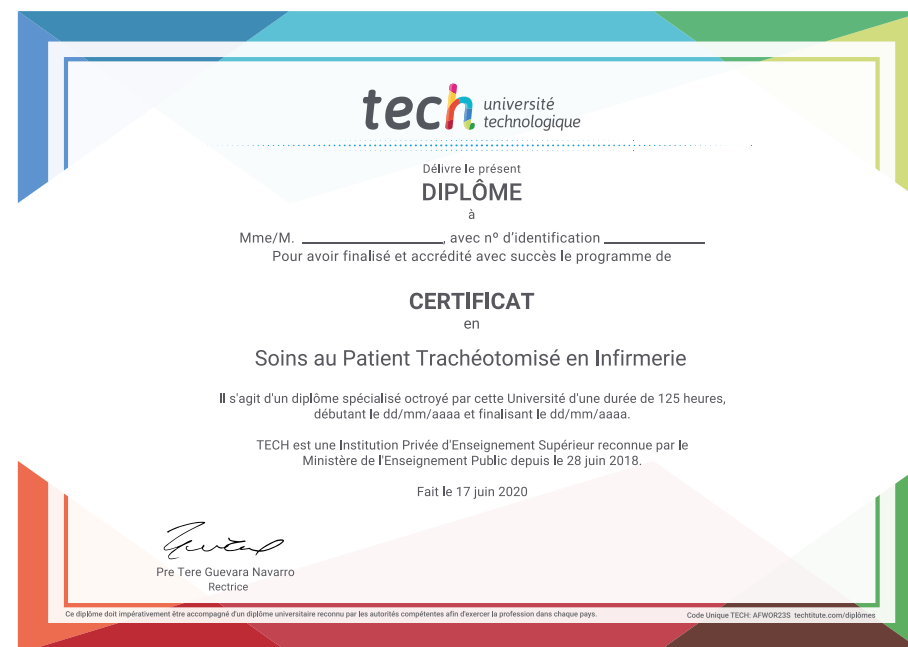 tech université
technologique
Délivre le présent
DIPLÔME
à
Mme/M. ____________________, avec nº d'identification ______________
Pour avoir finalisé et accrédité avec succès le programme de
CERTIFICAT
en
Soins au Patient Trachéotomisé en Infirmerie
Il s'agit d'un diplôme spécialisé octroyé par cette Université d'une durée de 125 heures,
débutant le dd/mm/aaaa et finalisant le dd/mm/aaaa.
TECH est une Institution Privée d'Enseignement Supérieur reconnue par le
Ministère de l'Enseignement Public depuis le 28 juin 2018.
Fait le 17 juin 2020
Pre Tere Guevara Navarro
Rectrice
Ce diplôme doit impérativement être accompagné d'un diplôme universitaire reconnu par les autorités compétentes afin d'exercer la profession dans chaque pays.
Code Unique TECH: AFWOR23S techtitute.com/diplômes